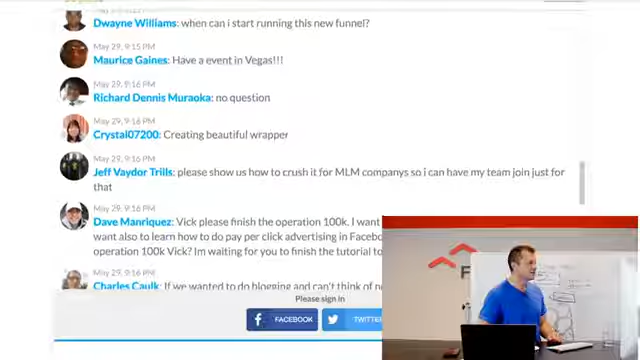 Dwayne Williams: when can i start running this new funnel?
May 29, 9:15 PM
Maurice Gaines: Have a event in Vegas!!!
May 29, 9:16 PM
Richard Dennis Muraoka: no question
May 29, 9:16 PM
Crystal07200: Creating beautiful wrapper
May 29, 9:16 PM
Jeff Vaydor Trills: please show us how to crush it for MLM companys so i can have my team join just for
that
May 29, 9:16 PM
Dave Manriquez: Vick please finish the operation 100k. I want
want also to learn how to do pay per click advertising in Facebo
operation 100k Vick? Im waiting for you to finish the tutorial to
May 29, 9:16 PM
Charles Caulk: If we wanted to do blogging and can't think of
Please sign in
FACEBOOK
TWITTER